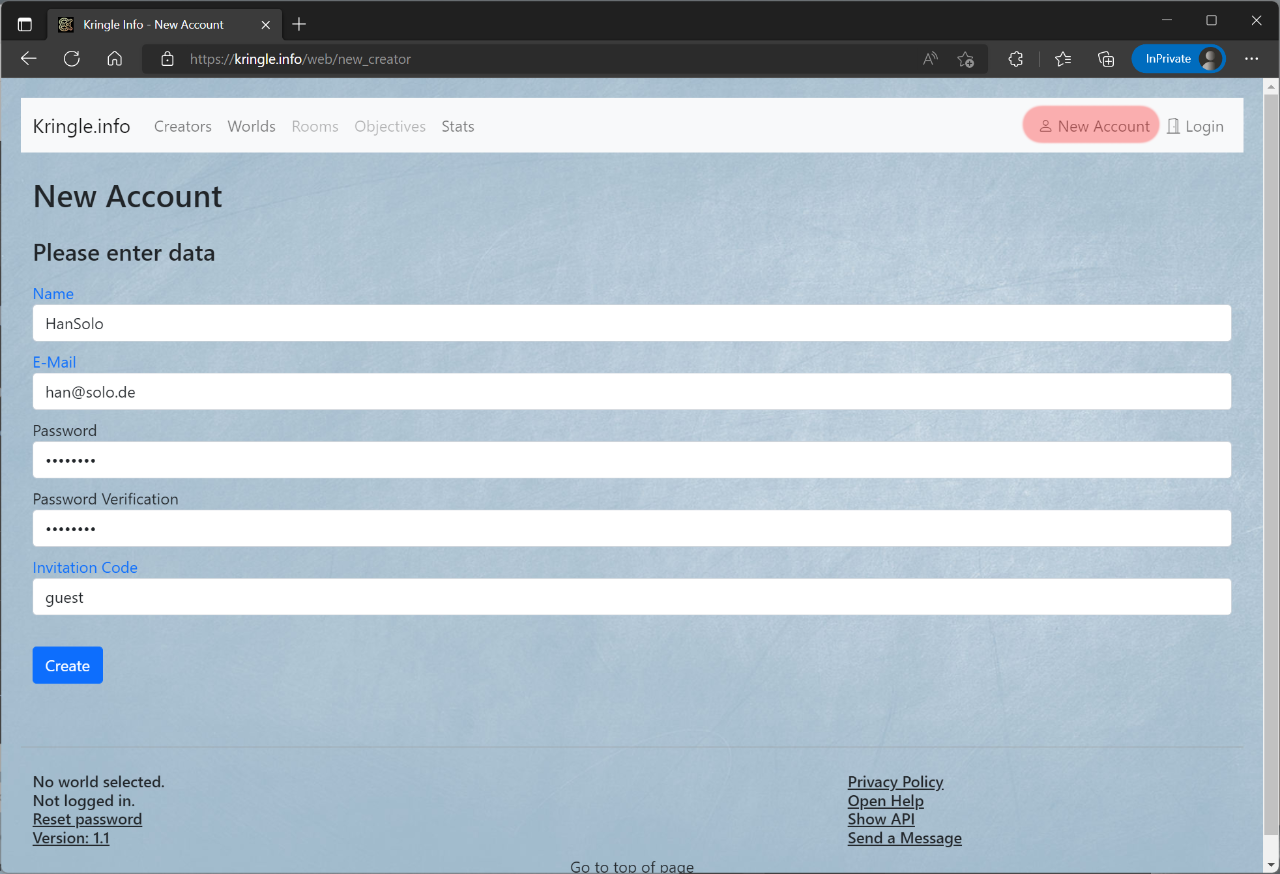 Kringle Info - New Account
https://kringle.info/web/new_creator
InPrivate
Kringle.info Creators Worlds Rooms Objectives Stats New Account Login
New Account
Please enter data
Name
HanSolo
E-Mail
han@solo.de
Password
••••••••
Password Verification
••••••••
Invitation Code
guest
Create
No world selected.
Not logged in.
Reset password
Version: 1.1
Privacy Policy
Open Help
Show API
Send a Message
Go to top of page